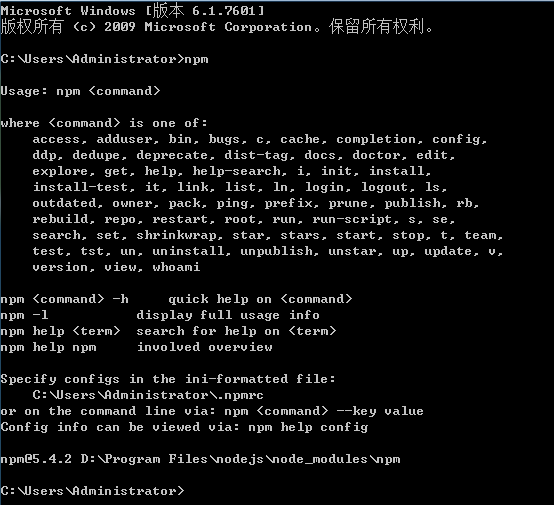 Microsoft Windows [版本 6.1.7601]
版权所有 (c) 2009 Microsoft Corporation。保留所有权利。
C:\Users\Administrator>npm
Usage: npm <command>
where <command> is one of:
    access, adduser, bin, bugs, c, cache, completion, config,
    ddp, dedupe, deprecate, dist-tag, docs, doctor, edit,
    explore, get, help, help-search, i, init, install,
    install-test, it, link, list, ln, login, logout, ls,
    outdated, owner, pack, ping, prefix, prune, publish, rb,
    rebuild, repo, restart, root, run, run-script, s, se,
    search, set, shrinkwrap, star, stars, start, stop, t, team,
    test, tst, un, uninstall, unpublish, unstar, up, update, v,
    version, view, whoami
npm <command> -h     quick help on <command>
npm -l           display full usage info
npm help <term>  search for help on <term>
npm help npm     involved overview
Specify configs in the ini-formatted file:
    C:\Users\Administrator\.npmrc
or on the command line via: npm <command> --key value
Config info can be viewed via: npm help config
npm@5.4.2 D:\Program Files\nodejs\node_modules\npm
C:\Users\Administrator>